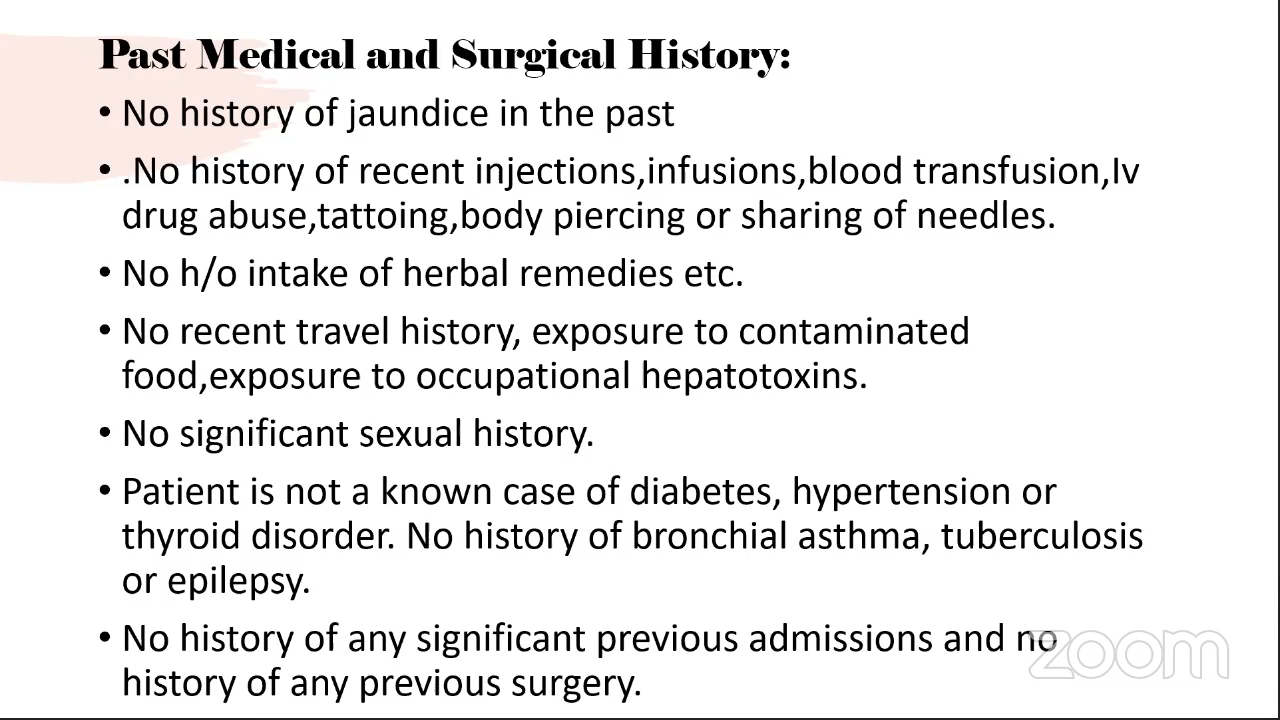 Past Medical and Surgical History:
• No history of jaundice in the past
• .No history of recent injections,infusions,blood transfusion,Iv
drug abuse,tattoing,body piercing or sharing of needles.
• No h/o intake of herbal remedies etc.
• No recent travel history, exposure to contaminated
food,exposure to occupational hepatotoxins.
• No significant sexual history.
• Patient is not a known case of diabetes, hypertension or
thyroid disorder. No history of bronchial asthma, tuberculosis
or epilepsy.
• No history of any significant previous admissions and no
history of any previous surgery.
zoom